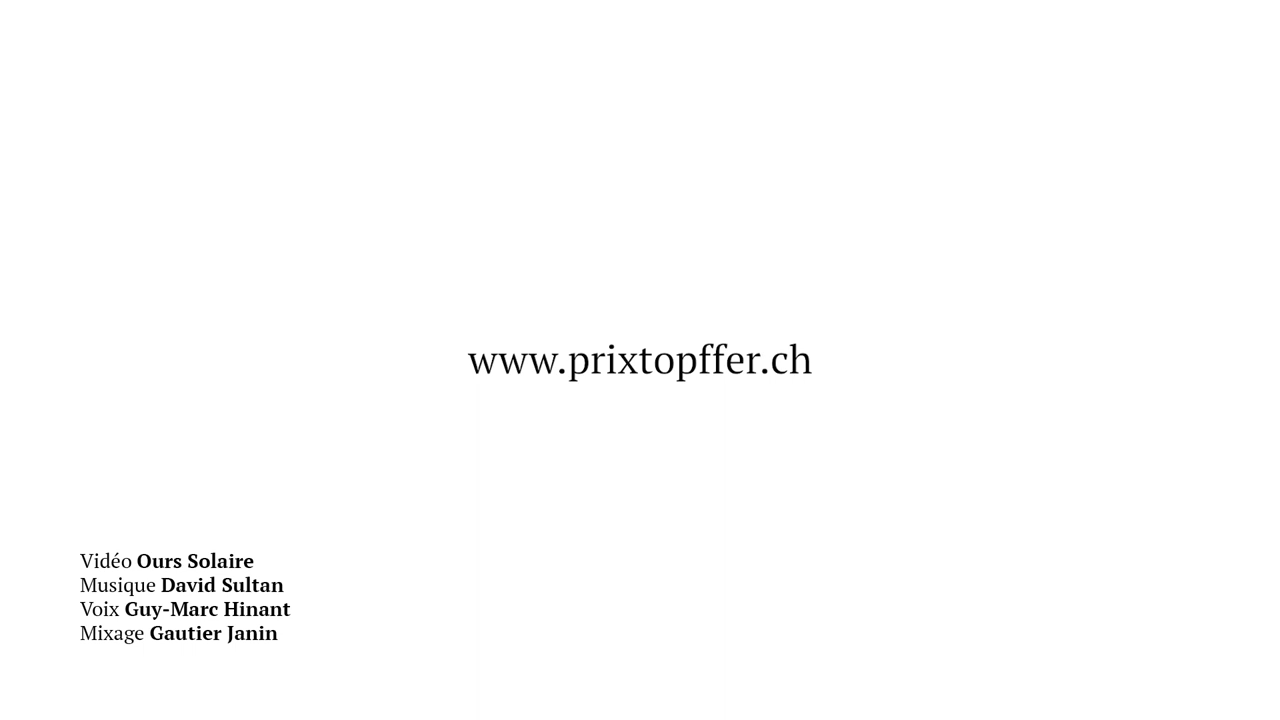 www.prixtopffer.ch
Vidéo Ours Solaire
Musique David Sultan
Voix Guy-Marc Hinant
Mixage Gautier Janin